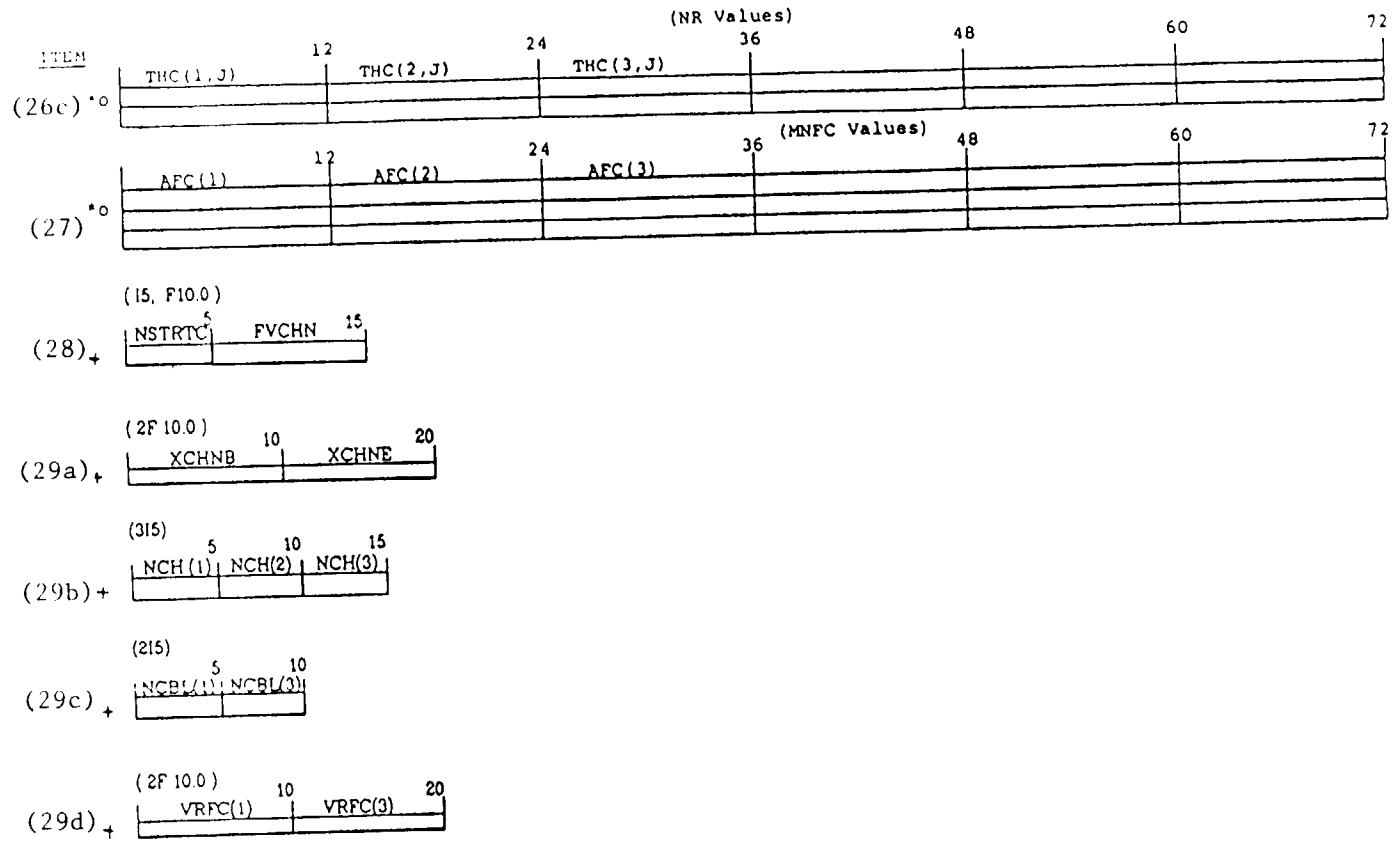 (NR Values)
ITEM 12 24 36 48 60 72
THC(1,J) THC(2,J) THC(3,J)
(26c) *o
(MNFC Values)
12 24 36 48 60 72
AFC(1) AFC(2) AFC(3)
(27) *o
(I5, F10.0)
5 15
NSTRTC FVCHN
(28) +
(2F 10.0)
10 20
XCHNB XCHNE
(29a) +
(3I5)
5 10 15
NCH(1) NCH(2) NCH(3)
(29b) +
(2I5)
5 10
NCBL(1) NCBL(3)
(29c) +
(2F 10.0)
10 20
VRFC(1) VRFC(3)
(29d) +